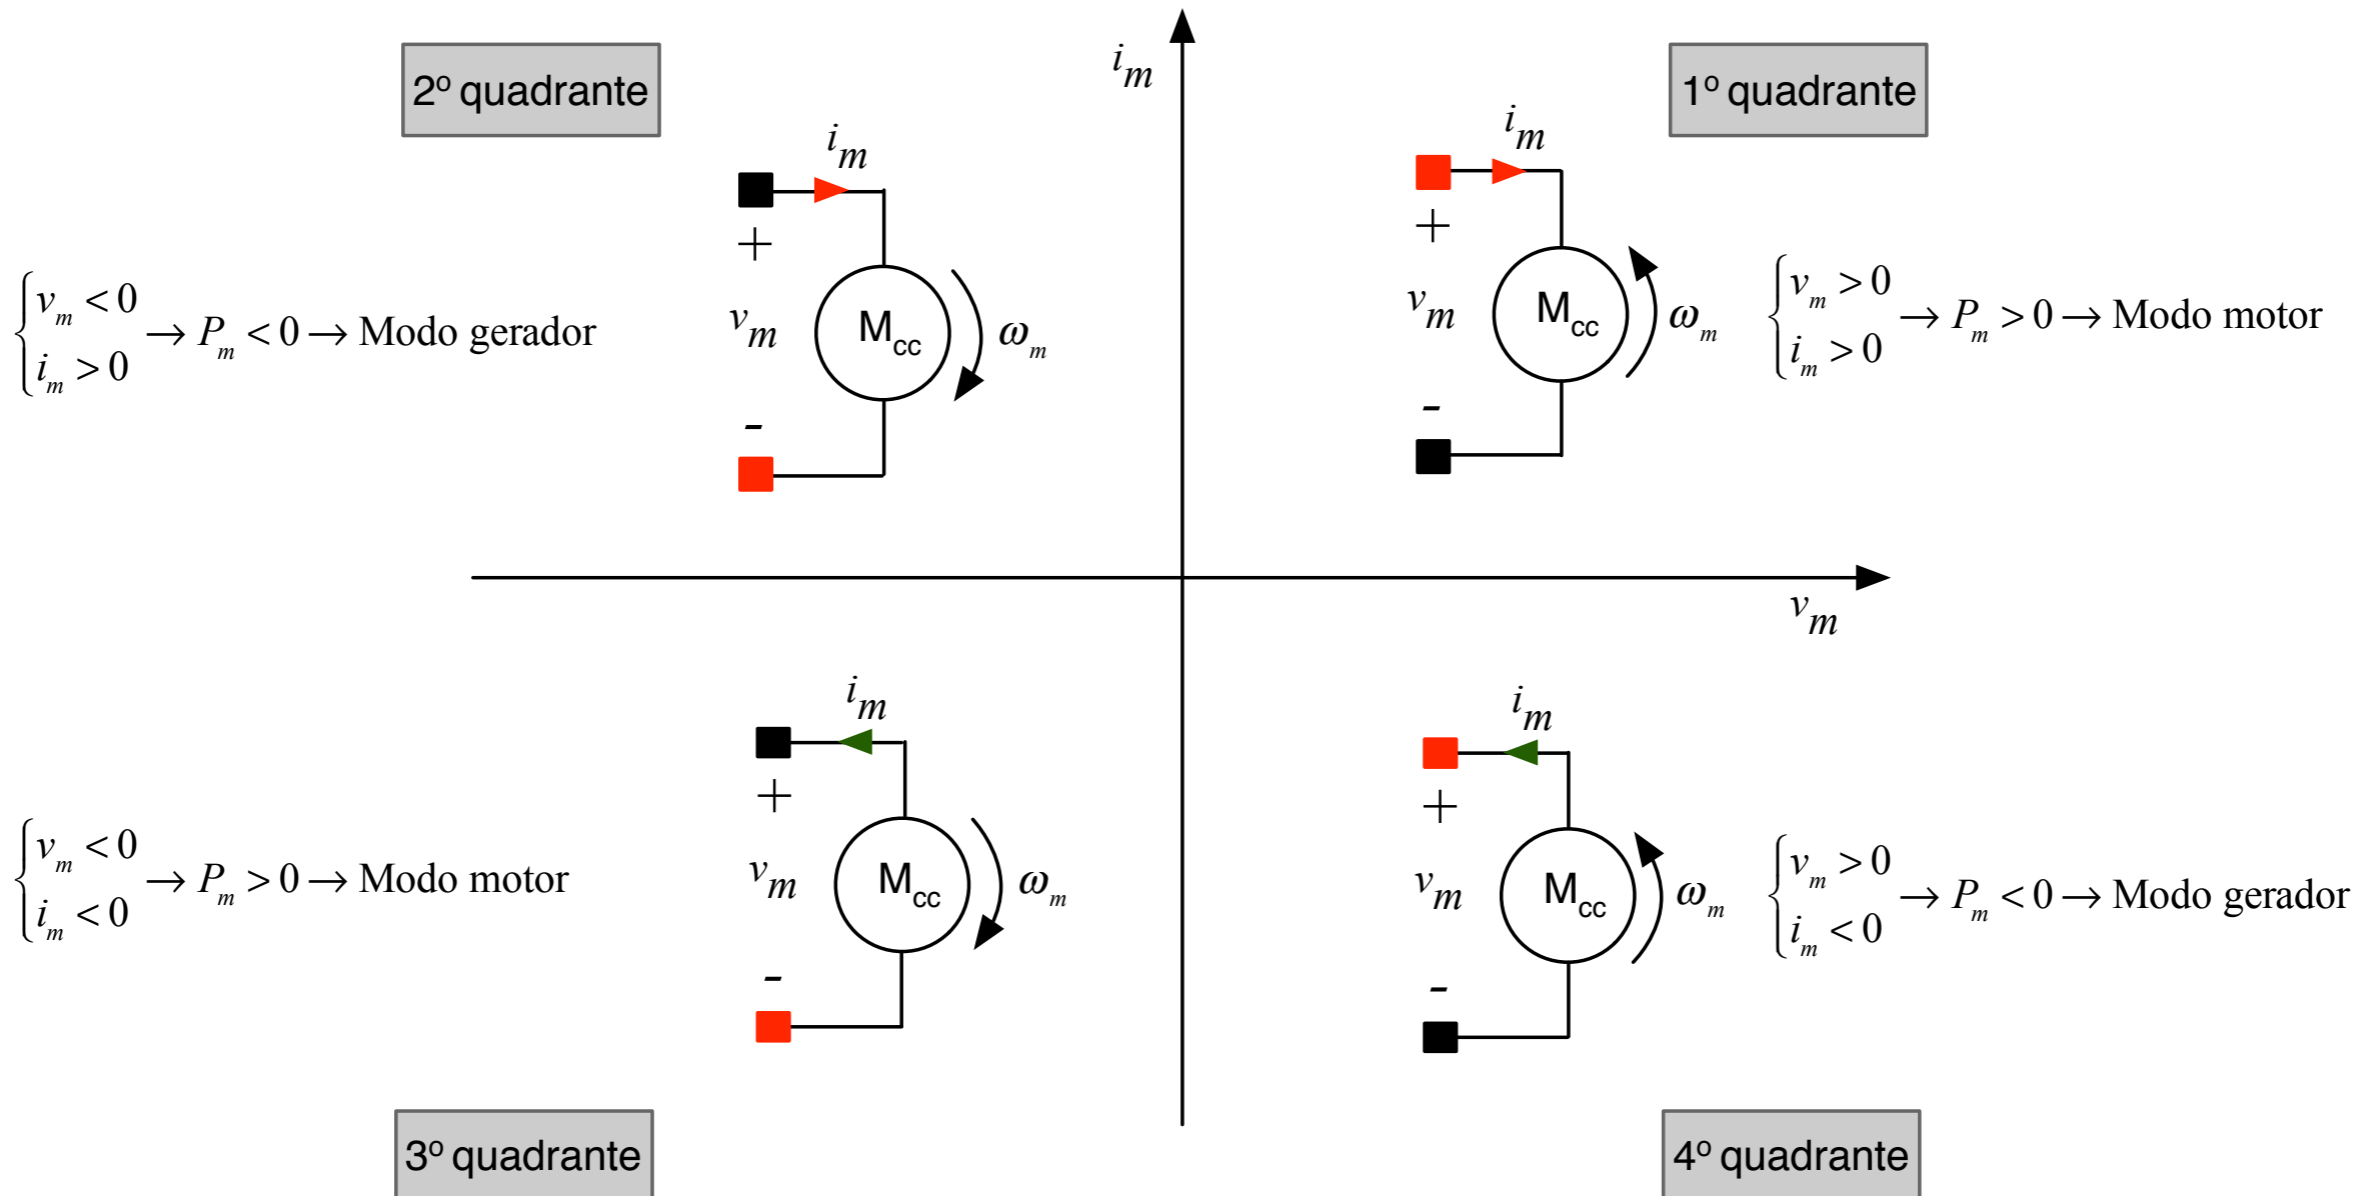 2º quadrante
i_m
1º quadrante
i_m
+
v_m
M_cc
ω_m
-
{v_m < 0
i_m > 0
→ P_m < 0 → Modo gerador
i_m
+
v_m
M_cc
ω_m
-
{v_m > 0
i_m > 0
→ P_m > 0 → Modo motor
v_m
i_m
+
v_m
M_cc
ω_m
-
{v_m < 0
i_m < 0
→ P_m > 0 → Modo motor
i_m
+
v_m
M_cc
ω_m
-
{v_m > 0
i_m < 0
→ P_m < 0 → Modo gerador
3º quadrante
4º quadrante